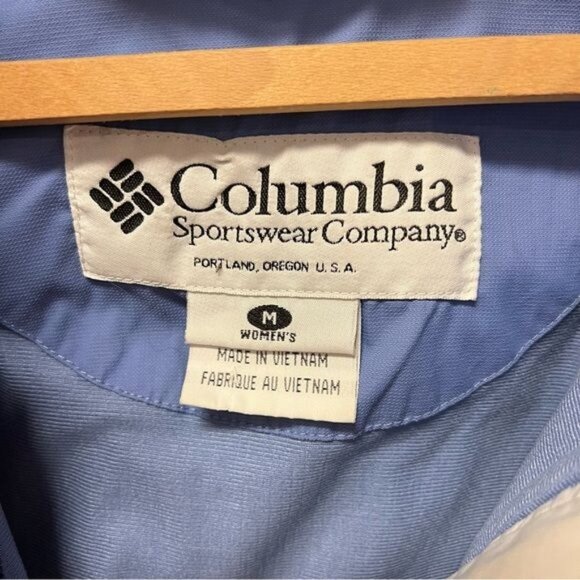 Columbia
Sportswear Company®
PORTLAND, OREGON U.S.A.
M
WOMEN'S
MADE IN VIETNAM
FABRIQUE AU VIETNAM